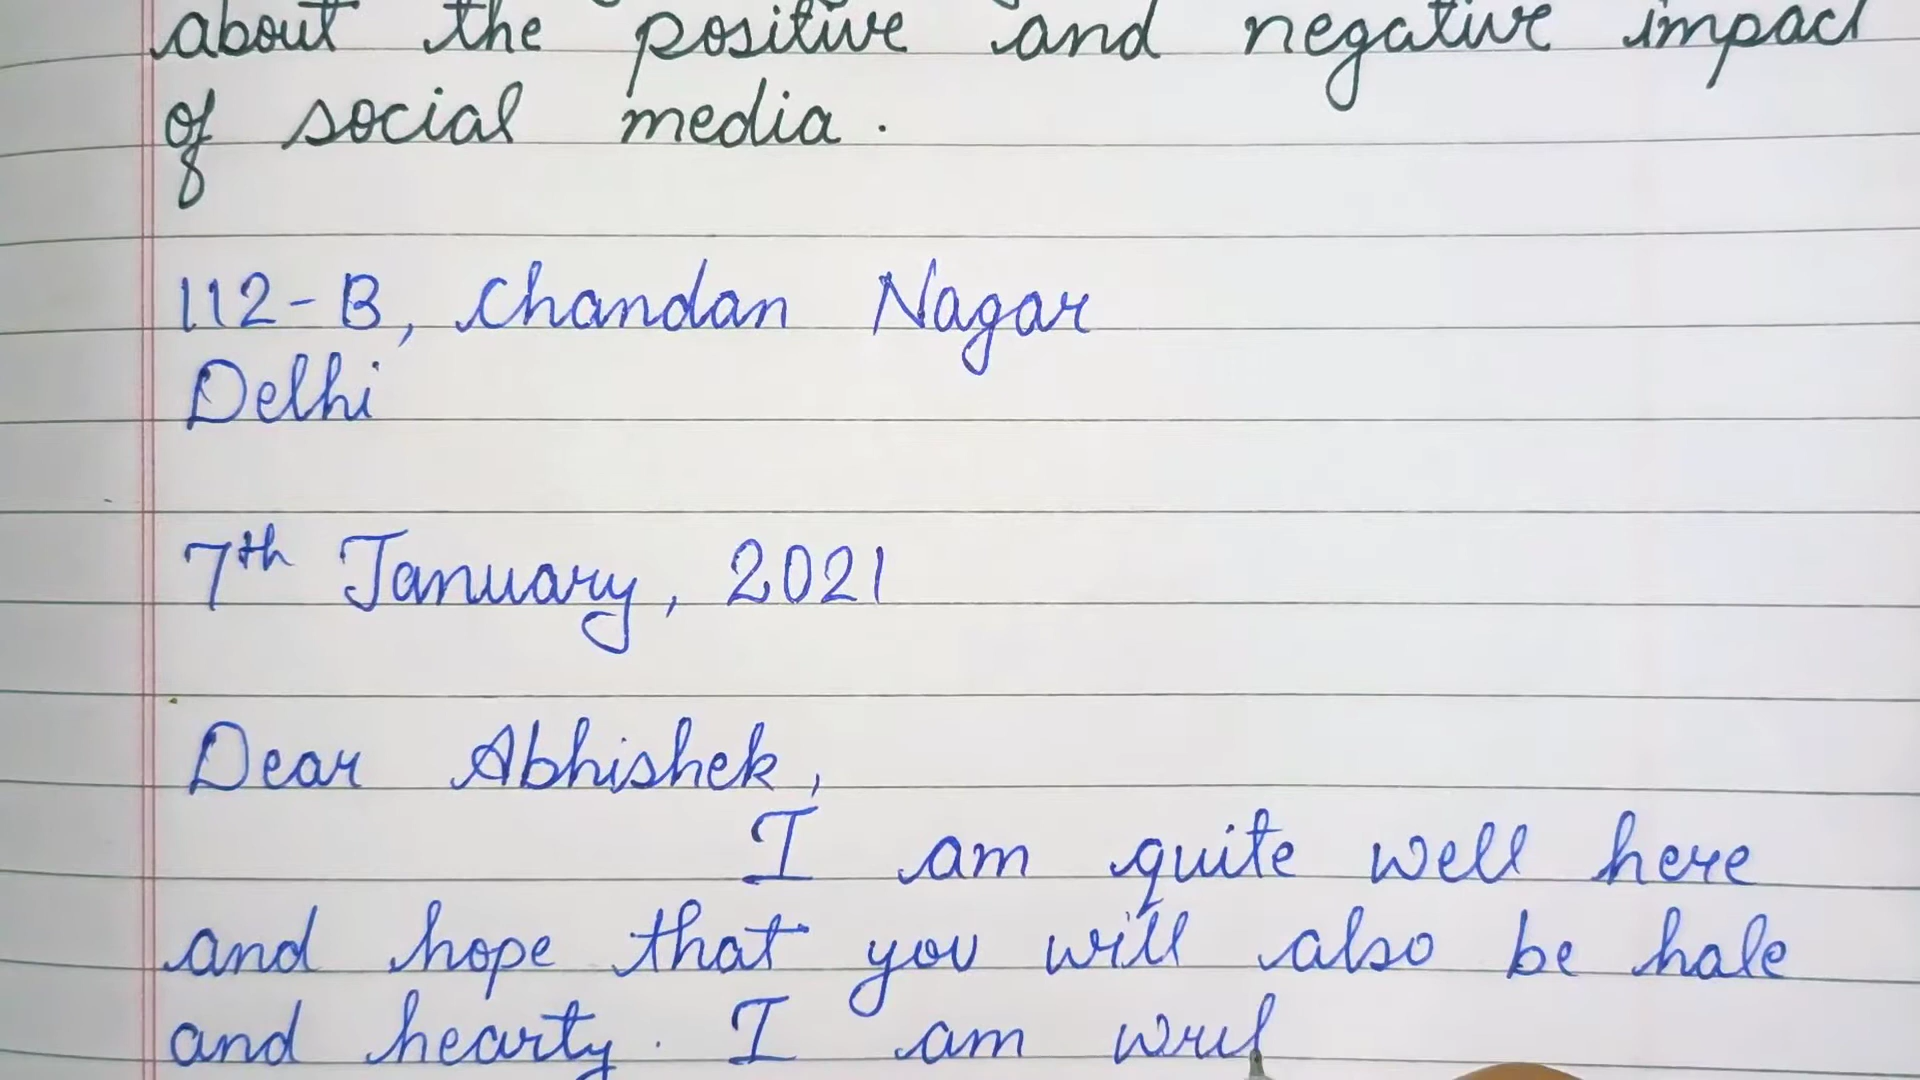 about the positive and negative impact
of social media.
112-B, Chandan Nagar
Delhi
7th January, 2021
Dear Abhishek,
I am quite well here
and hope that you will also be hale
and hearty. I am